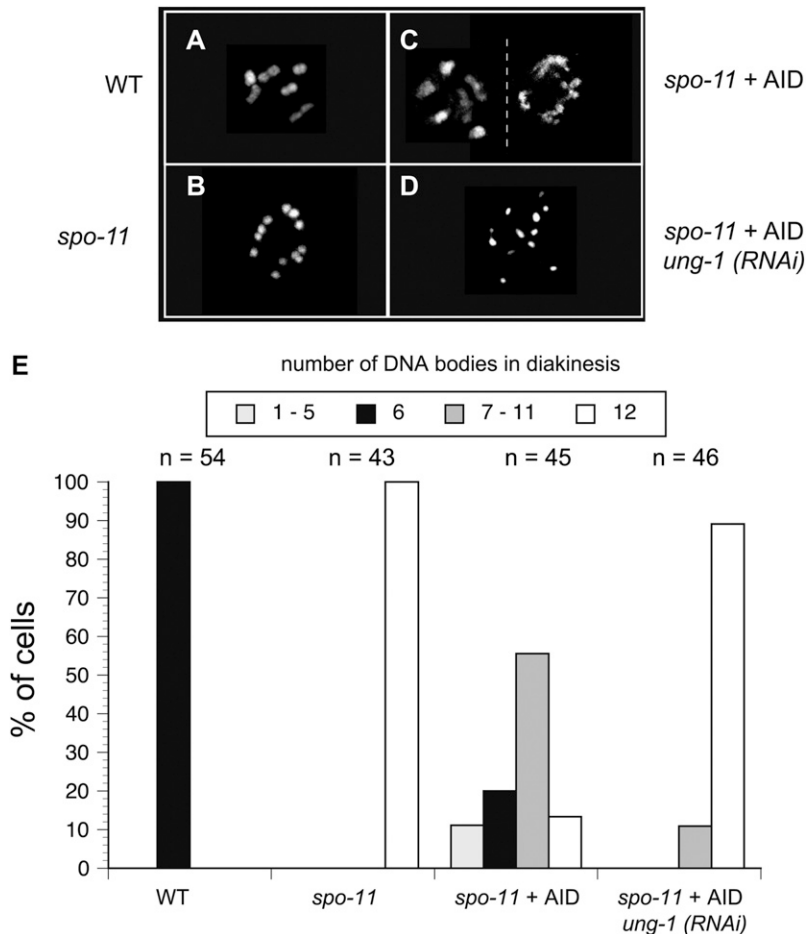 A
C
WT
spo-11 + AID
B
D
spo-11
spo-11 + AID
ung-1 (RNAi)
E
number of DNA bodies in diakinesis
1 - 5 6 7 - 11 12
n = 54 n = 43 n = 45 n = 46
100
90
80
70
60
50
40
30
20
10
0
% of cells
WT spo-11 spo-11 + AID spo-11 + AID
ung-1 (RNAi)